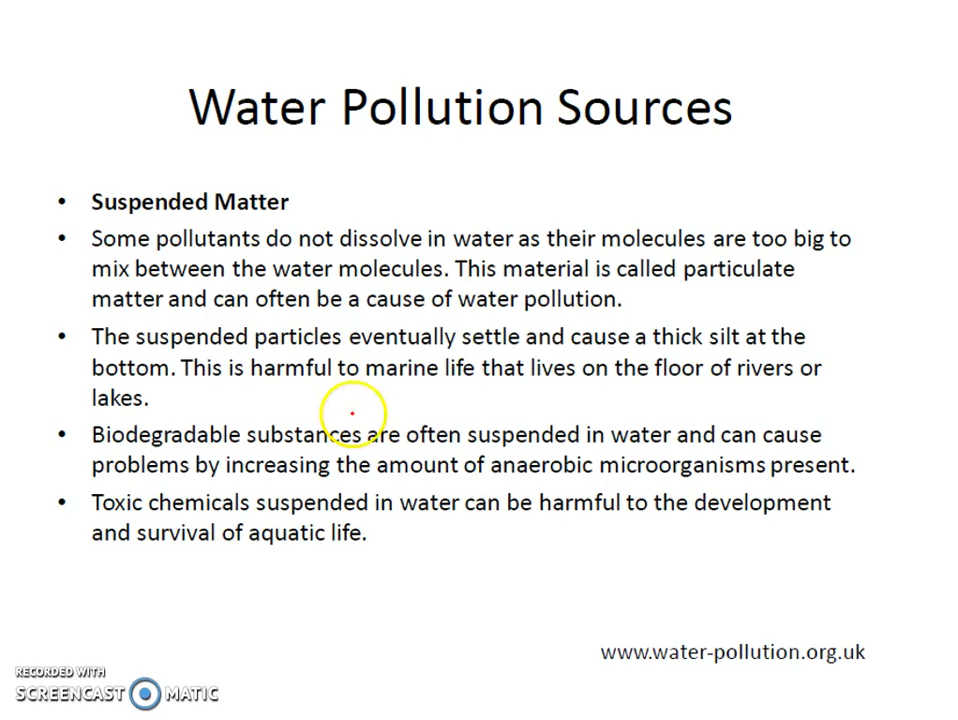 Water Pollution Sources
• Suspended Matter
• Some pollutants do not dissolve in water as their molecules are too big to
mix between the water molecules. This material is called particulate
matter and can often be a cause of water pollution.
• The suspended particles eventually settle and cause a thick silt at the
bottom. This is harmful to marine life that lives on the floor of rivers or
lakes.
• Biodegradable substances are often suspended in water and can cause
problems by increasing the amount of anaerobic microorganisms present.
• Toxic chemicals suspended in water can be harmful to the development
and survival of aquatic life.
www.water-pollution.org.uk
RECORDED WITH
SCREENCAST MATIC